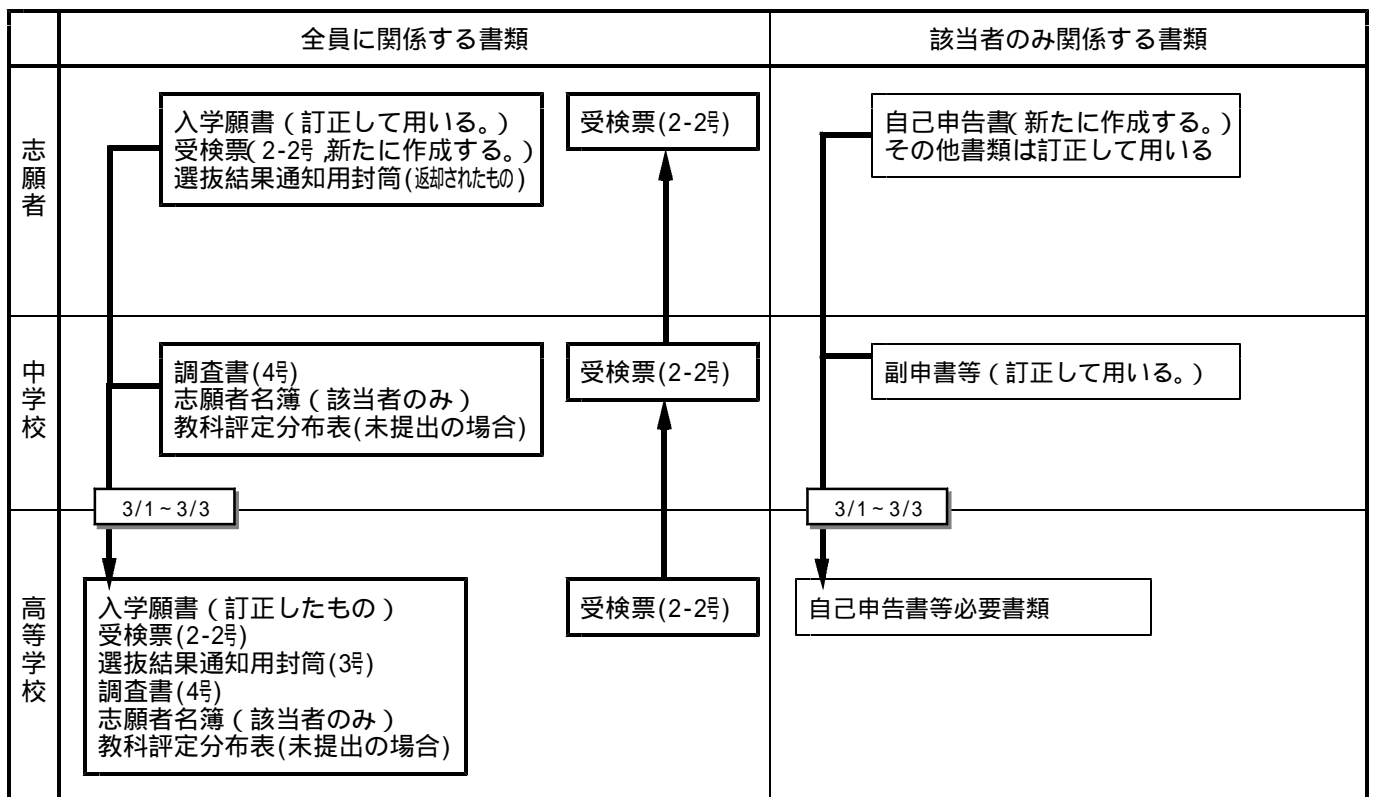 全員に関係する書類
該当者のみ関係する書類
志願者
入学願書（訂正して用いる。）
受検票(2-2号,新たに作成する。）
選抜結果通知用封筒(返却されたもの）
受検票(2-2号)
自己申告書（新たに作成する。）
その他書類は訂正して用いる
中学校
調査書(4号)
志願者名簿（該当者のみ）
教科評定分布表(未提出の場合)
受検票(2-2号)
副申書等（訂正して用いる。）
3/1～3/3
3/1～3/3
高等学校
入学願書（訂正したもの）
受検票(2-2号)
選抜結果通知用封筒(3号)
調査書(4号)
志願者名簿（該当者のみ）
教科評定分布表(未提出の場合)
受検票(2-2号)
自己申告書等必要書類